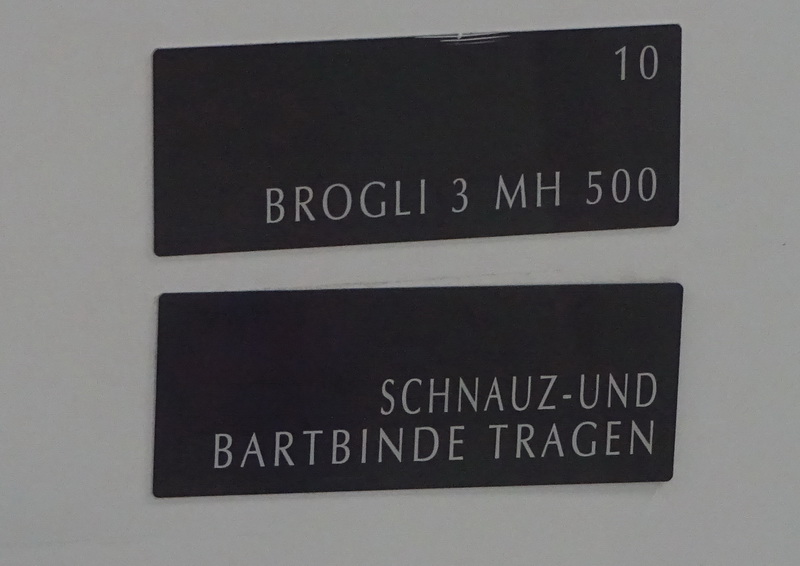 10
BROGLI 3 MH 500
SCHNAUZ-UND
BARTBINDE TRAGEN